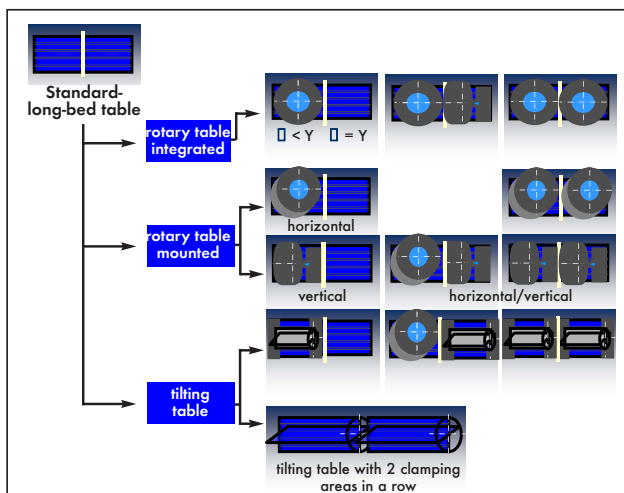 Standard-
long-bed table
rotary table
integrated
▯ < Y ▯ = Y
horizontal
rotary table
mounted
vertical
horizontal/vertical
tilting
table
tilting table with 2 clamping
areas in a row